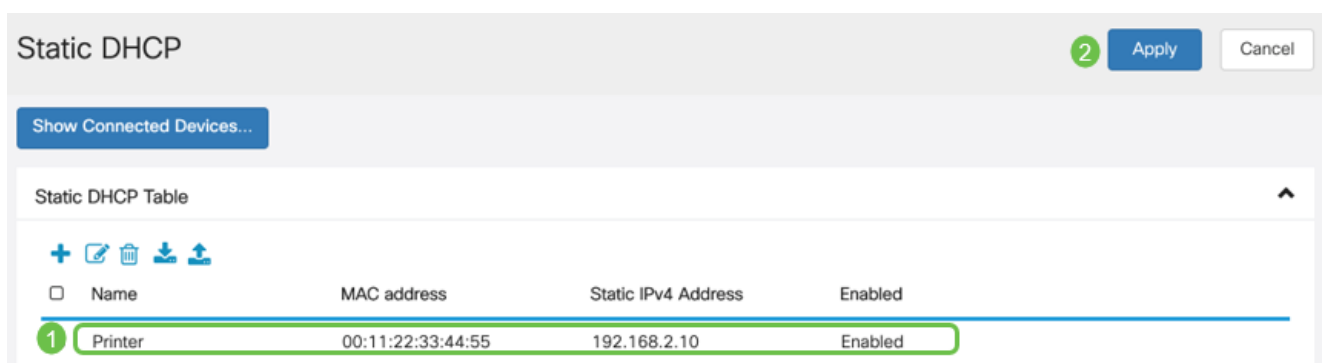 Static DHCP
2 Apply Cancel
Show Connected Devices...
Static DHCP Table
Name MAC address Static IPv4 Address Enabled
1 Printer 00:11:22:33:44:55 192.168.2.10 Enabled